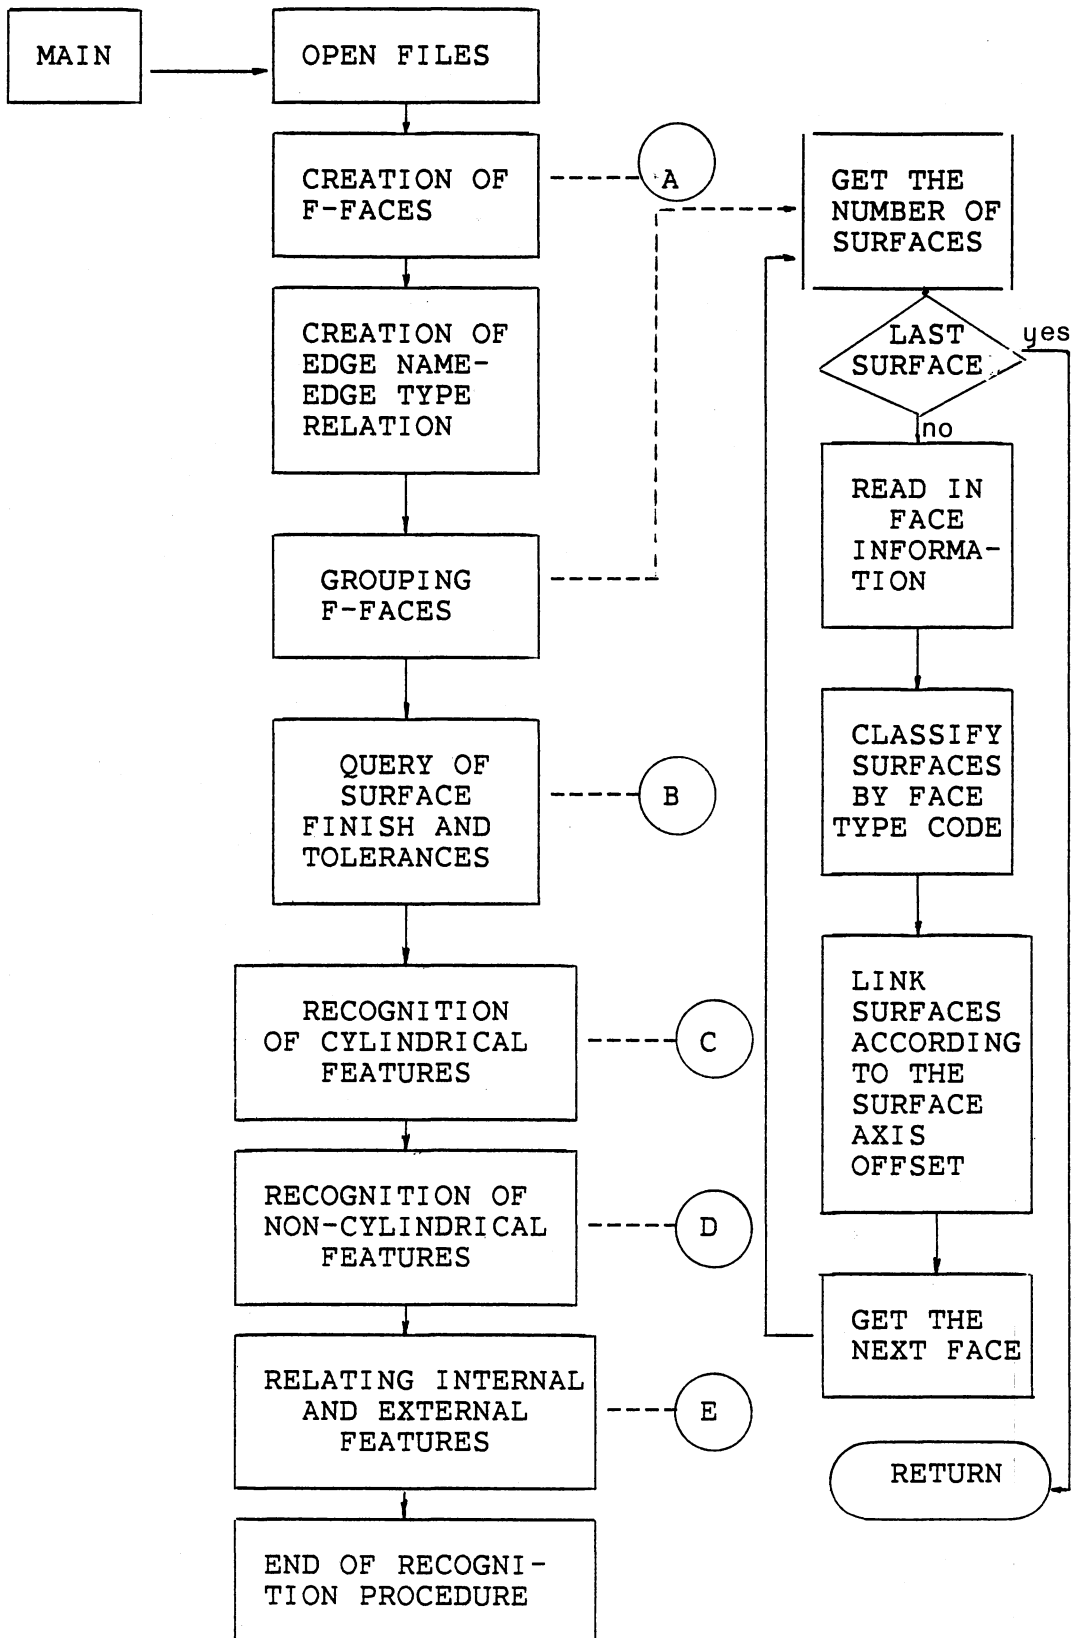 MAIN
OPEN FILES
CREATION OF
F-FACES
A
CREATION OF
EDGE NAME-
EDGE TYPE
RELATION
GROUPING
F-FACES
QUERY OF
SURFACE
FINISH AND
TOLERANCES
B
RECOGNITION
OF CYLINDRICAL
FEATURES
C
RECOGNITION OF
NON-CYLINDRICAL
FEATURES
D
RELATING INTERNAL
AND EXTERNAL
FEATURES
E
END OF RECOGNI-
TION PROCEDURE
GET THE
NUMBER OF
SURFACES
LAST
SURFACE
yes
no
READ IN
FACE
INFORMA-
TION
CLASSIFY
SURFACES
BY FACE
TYPE CODE
LINK
SURFACES
ACCORDING
TO THE
SURFACE
AXIS
OFFSET
GET THE
NEXT FACE
RETURN